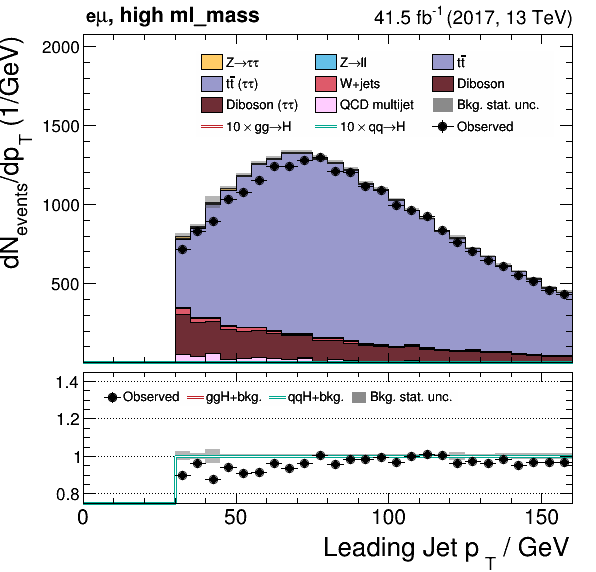 eμ, high ml_mass 41.5 fb⁻¹ (2017, 13 TeV)
dN_events/dp_T (1/GeV)
2000
1500
1000
500
Z→ττ Z→ll tt̄
tt̄ (ττ) W+jets Diboson
Diboson (ττ) QCD multijet Bkg. stat. unc.
10 × gg→H 10 × qq→H Observed
1.4
1.2
1
0.8
Observed ggH+bkg. qqH+bkg. Bkg. stat. unc.
0 50 100 150
Leading Jet p_T / GeV